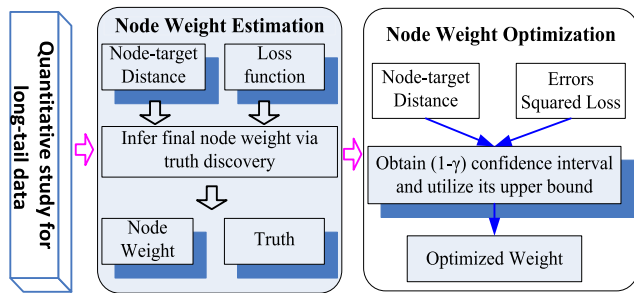 Quantitative study for
long-tail data
Node Weight Estimation
Node-target
Distance
Loss
function
Infer final node weight via
truth discovery
Node
Weight
Truth
Node Weight Optimization
Node-target
Distance
Errors
Squared Loss
Obtain (1-γ) confidence interval
and utilize its upper bound
Optimized Weight